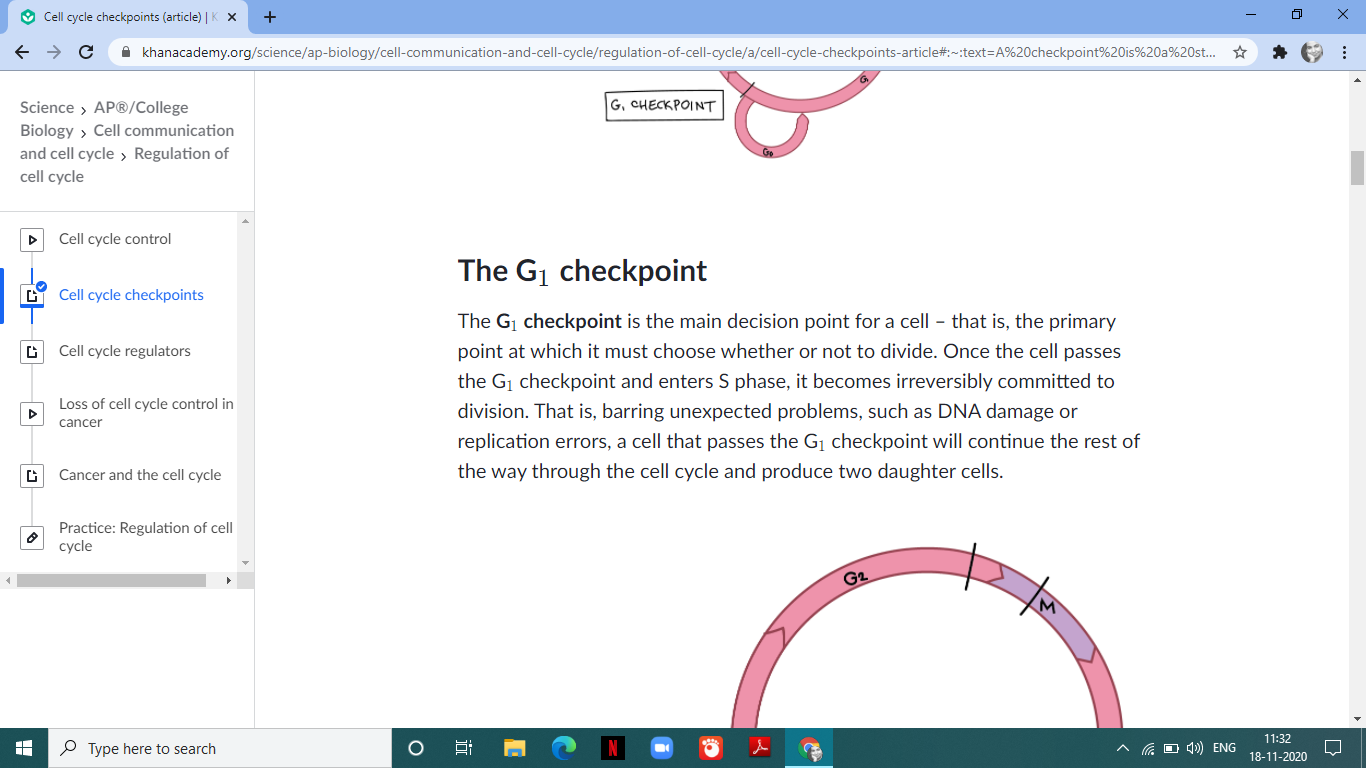 Cell cycle checkpoints (article) | K
khanacademy.org/science/ap-biology/cell-communication-and-cell-cycle/regulation-of-cell-cycle/a/cell-cycle-checkpoints-article#:~:text=A%20checkpoint%20is%20a%20st...
Science > AP®/College
Biology > Cell communication
and cell cycle > Regulation of
cell cycle
Cell cycle control
Cell cycle checkpoints
Cell cycle regulators
Loss of cell cycle control in
cancer
Cancer and the cell cycle
Practice: Regulation of cell
cycle
G₁ CHECKPOINT
G₁
G₀
The G₁ checkpoint
The G₁ checkpoint is the main decision point for a cell – that is, the primary
point at which it must choose whether or not to divide. Once the cell passes
the G₁ checkpoint and enters S phase, it becomes irreversibly committed to
division. That is, barring unexpected problems, such as DNA damage or
replication errors, a cell that passes the G₁ checkpoint will continue the rest of
the way through the cell cycle and produce two daughter cells.
G2
M
Type here to search
N
ENG
11:32
18-11-2020